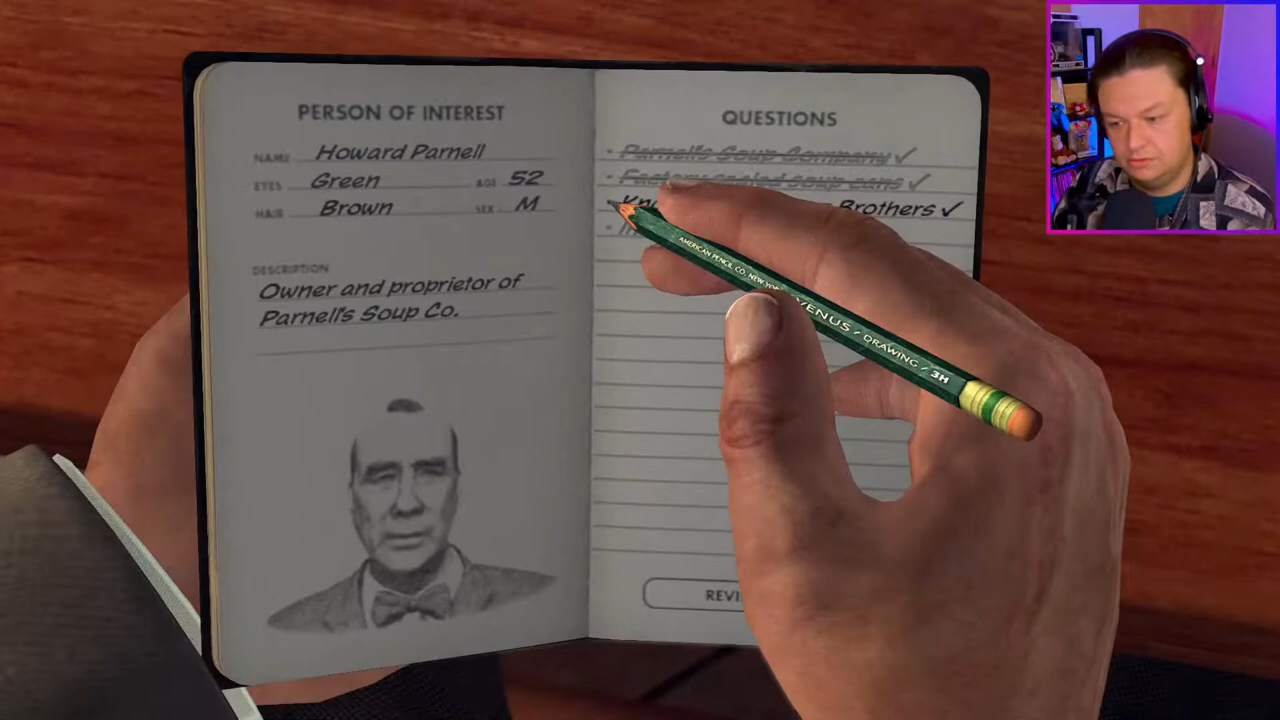 PERSON OF INTEREST
NAME Howard Parnell
EYES Green AGE 52
HAIR Brown SEX M
DESCRIPTION
Owner and proprietor of
Parnell's Soup Co.
QUESTIONS
· Parnell's Soup Company ✓
· Factory sealed soup cans ✓
Brothers ✓
AMERICAN PENCIL CO. NEW YORK
VENUS / DRAWING / 3H